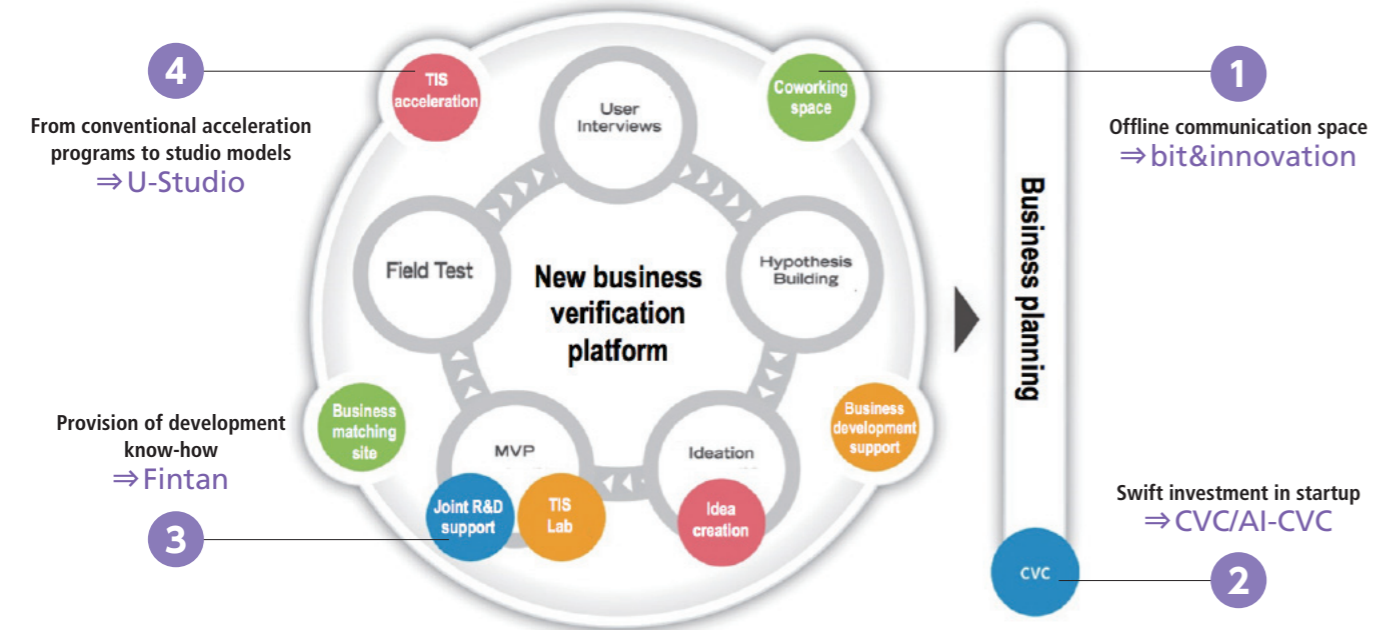 4
From conventional acceleration
programs to studio models
⇒U-Studio
TIS
acceleration
User
Interviews
Coworking
space
1
Offline communication space
⇒bit&innovation
Field Test
New business
verification
platform
Hypothesis
Building
Business planning
Business
matching
site
MVP
Ideation
Business
development
support
Provision of development
know-how
⇒Fintan
3
Joint R&D
support
TIS
Lab
Idea
creation
Swift investment in startup
⇒CVC/AI-CVC
2
CVC